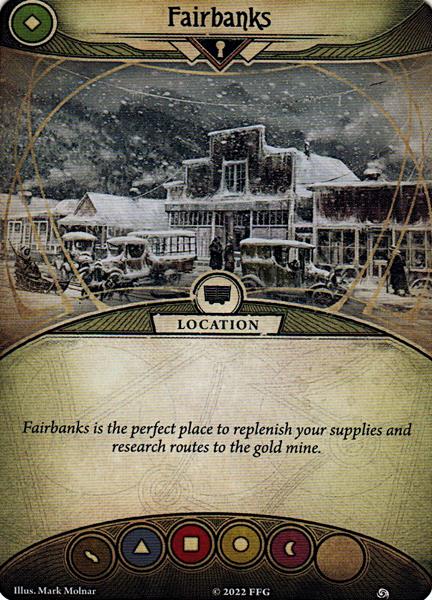 Fairbanks
LOCATION
Fairbanks is the perfect place to replenish your supplies and
research routes to the gold mine.
Illus. Mark Molnar © 2022 FFG